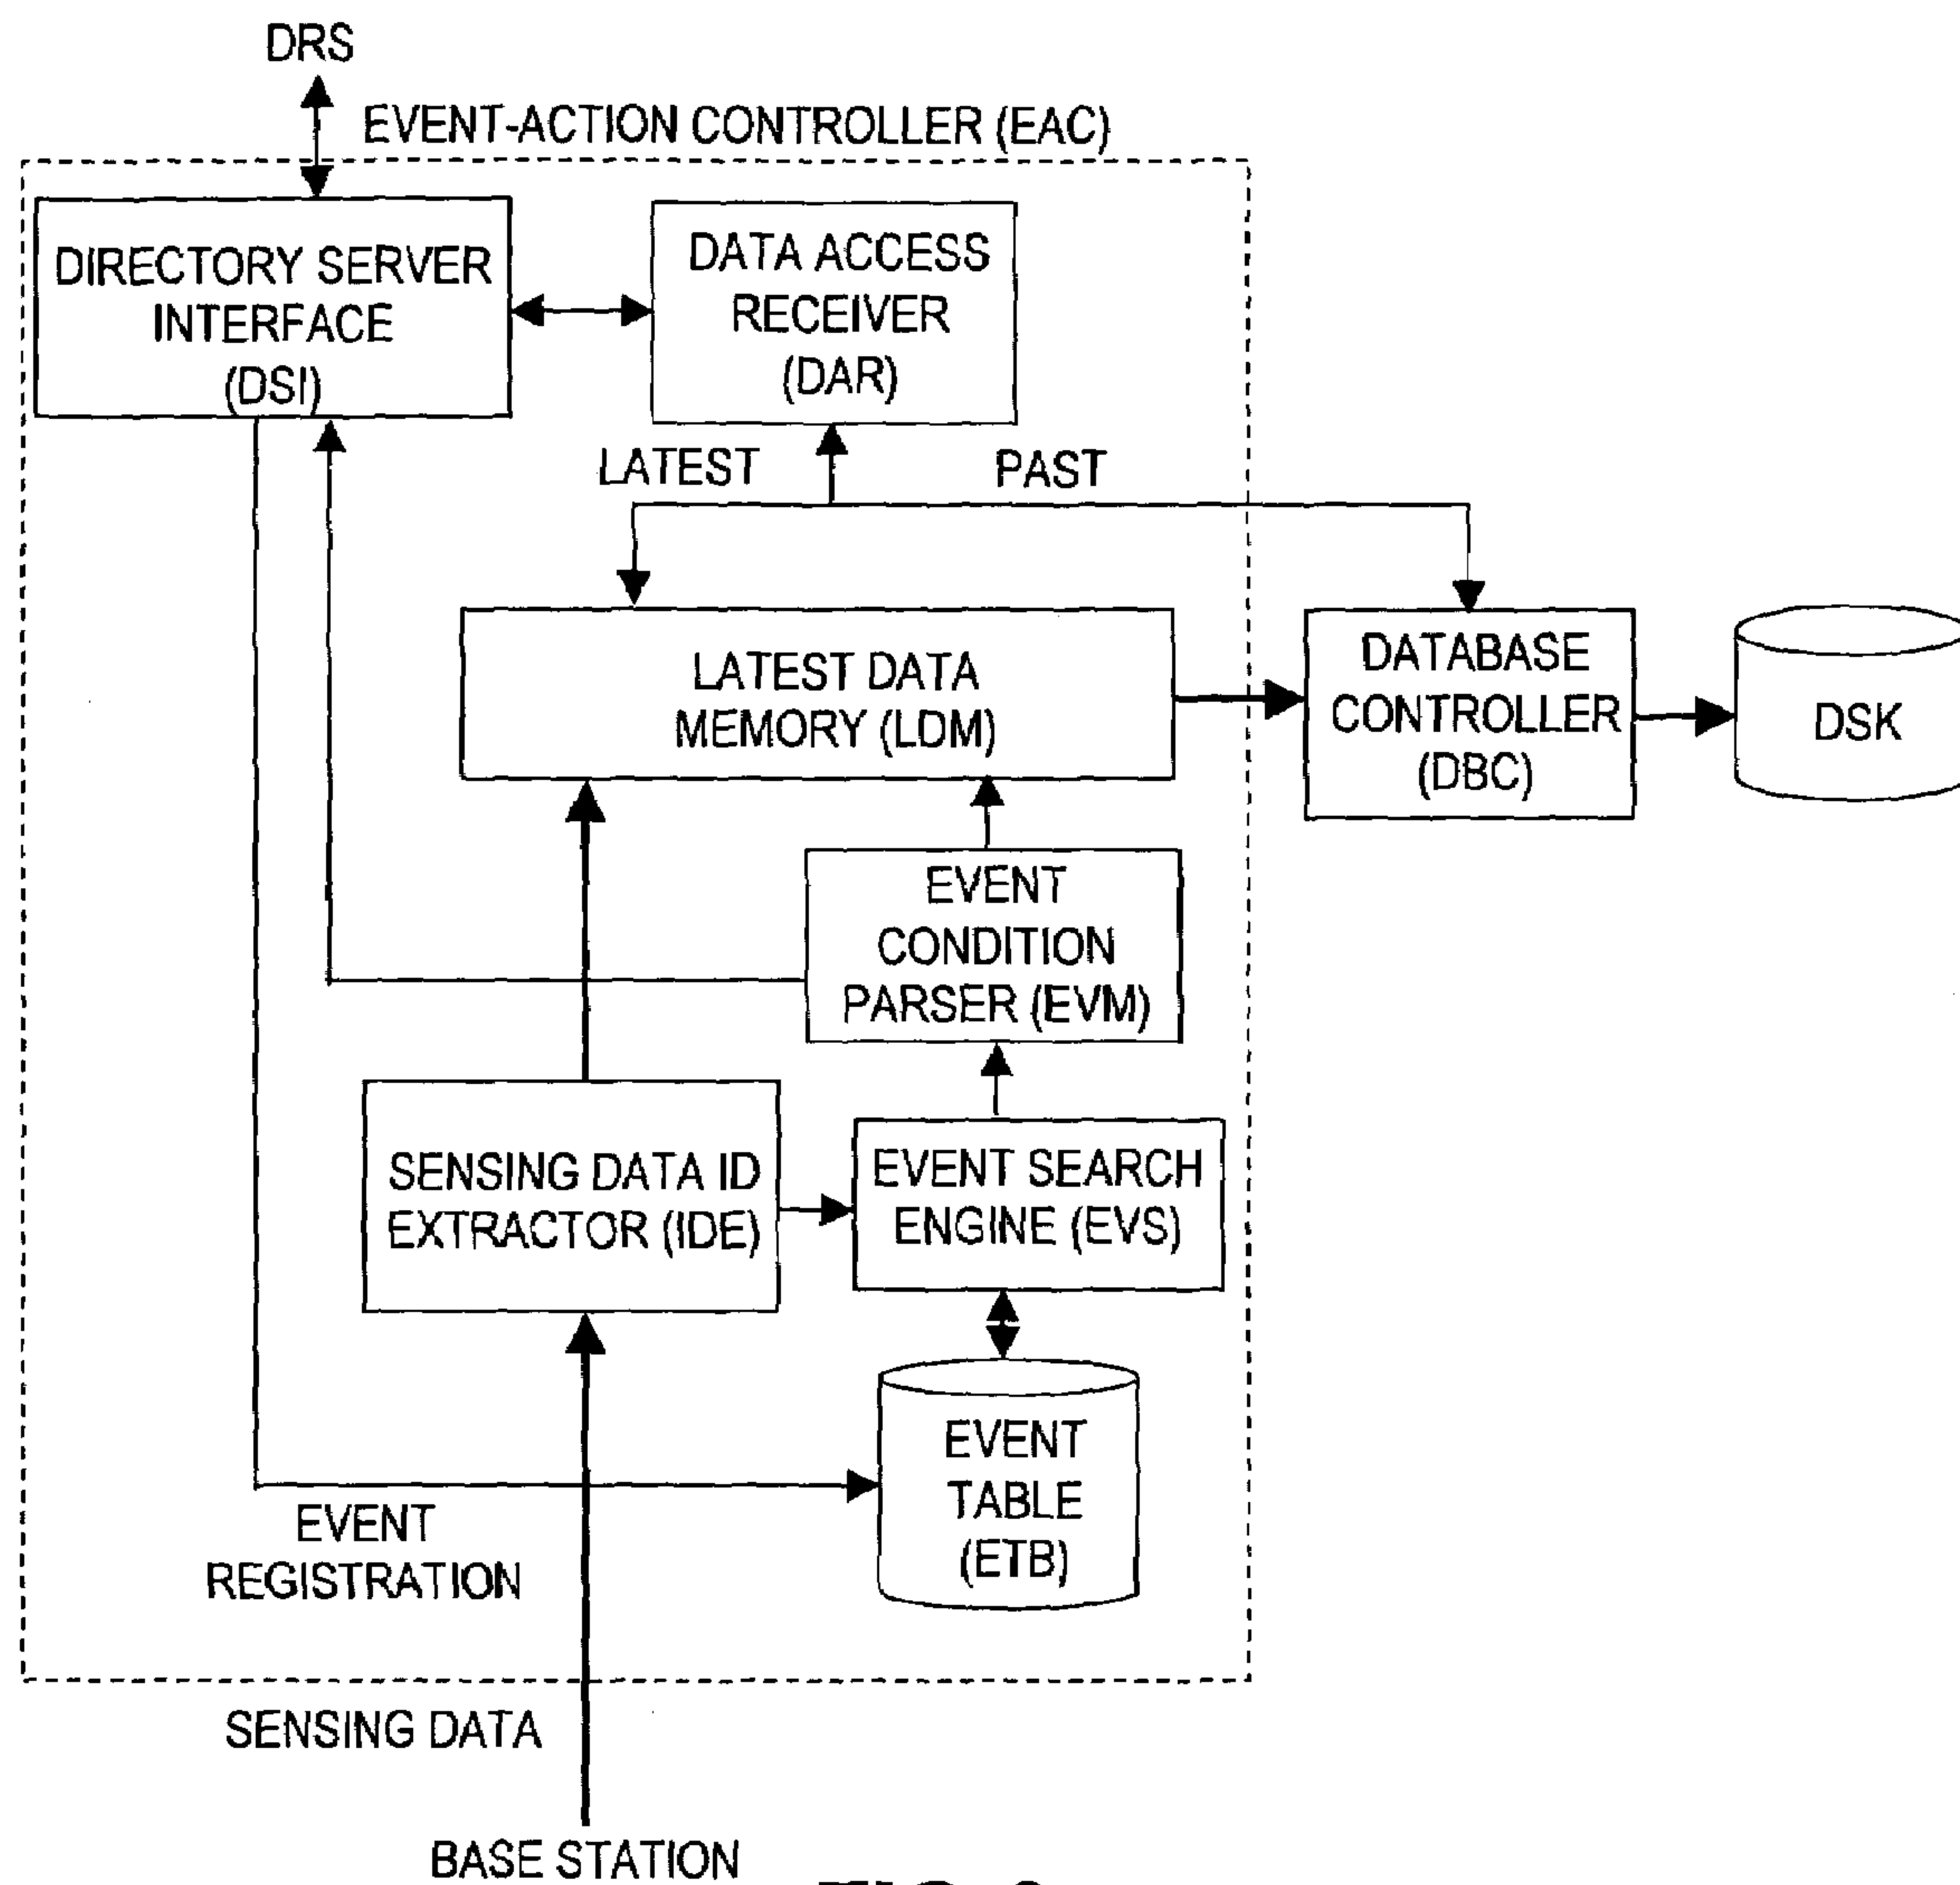 DRS
EVENT-ACTION CONTROLLER (EAC)
DIRECTORY SERVER
INTERFACE
(DSI)
DATA ACCESS
RECEIVER
(DAR)
LATEST
PAST
LATEST DATA
MEMORY (LDM)
DATABASE
CONTROLLER
(DBC)
DSK
EVENT
CONDITION
PARSER (EVM)
SENSING DATA ID
EXTRACTOR (IDE)
EVENT SEARCH
ENGINE (EVS)
EVENT
TABLE
(ETB)
EVENT
REGISTRATION
SENSING DATA
BASE STATION